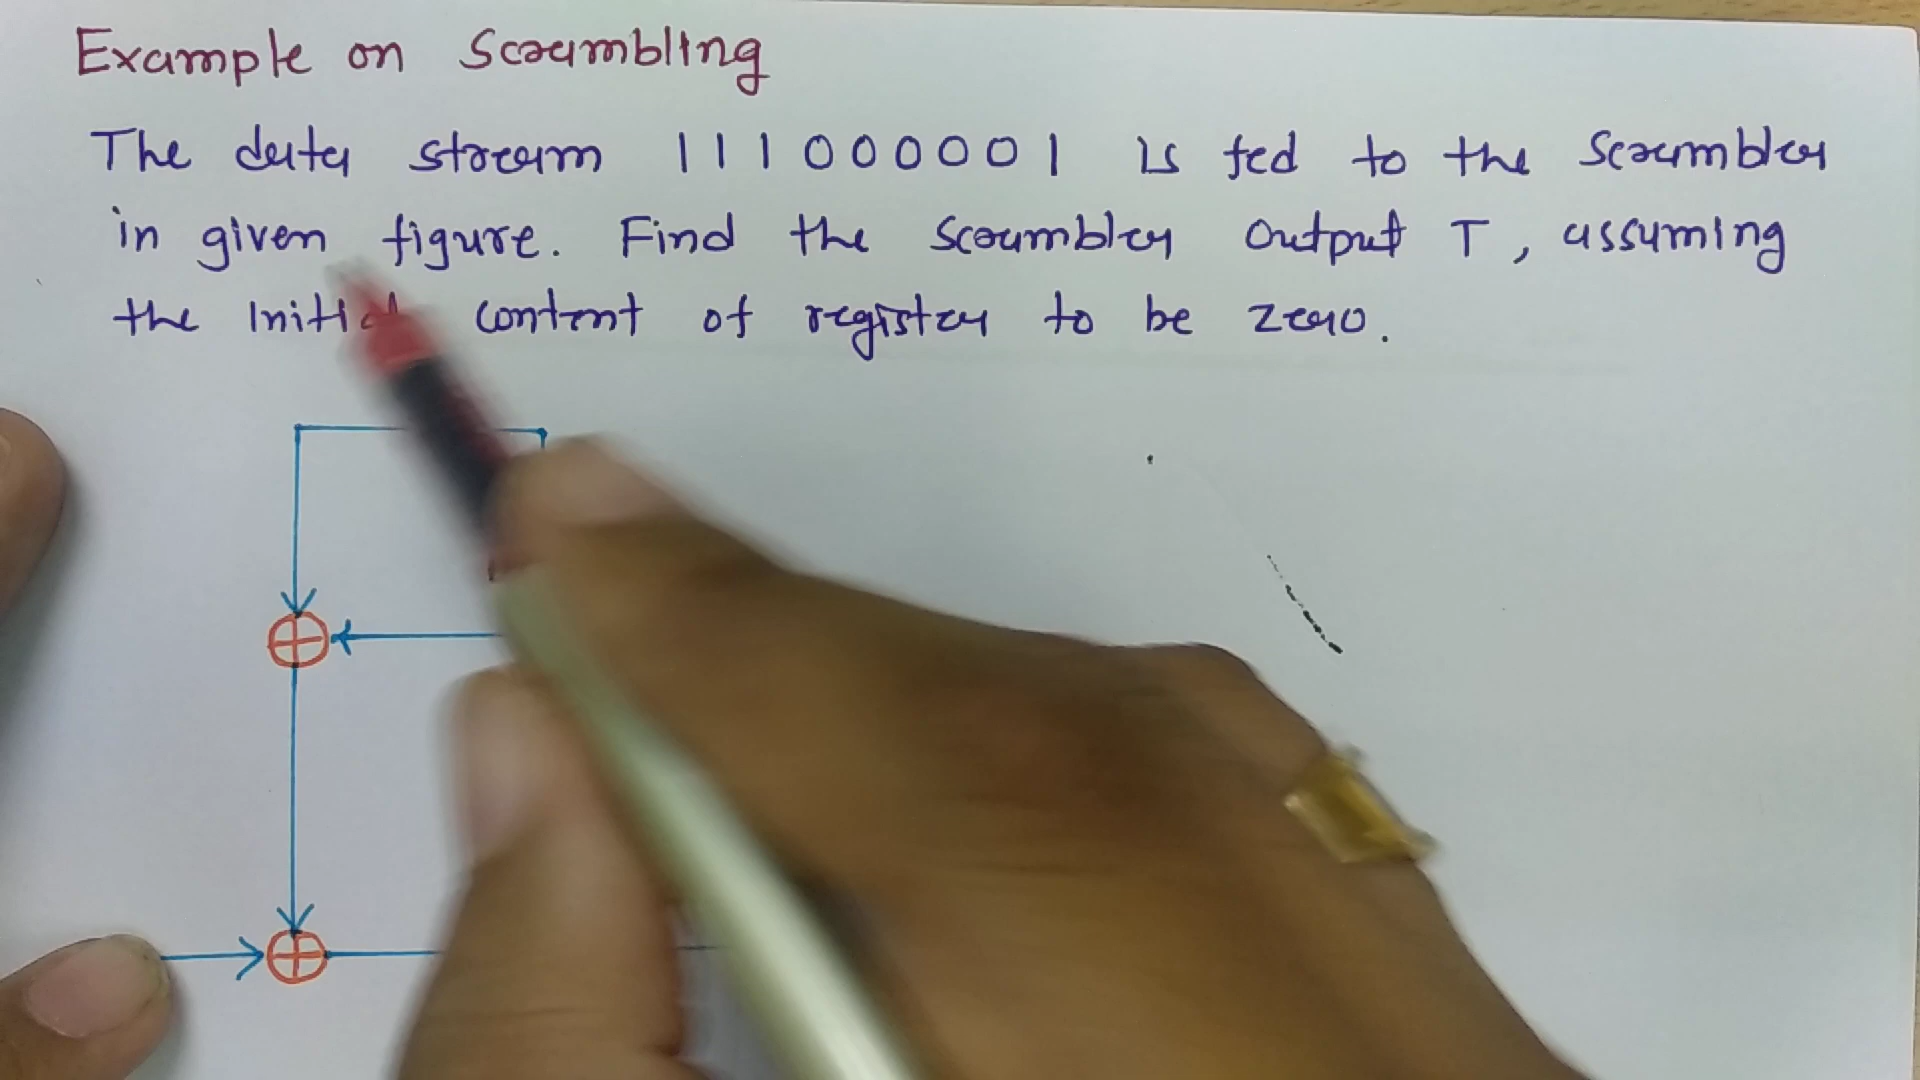 Example on Scrambling
The data stream 111000001 is fed to the scrambler
in given figure. Find the scrambler output T, assuming
the initial content of register to be zero.